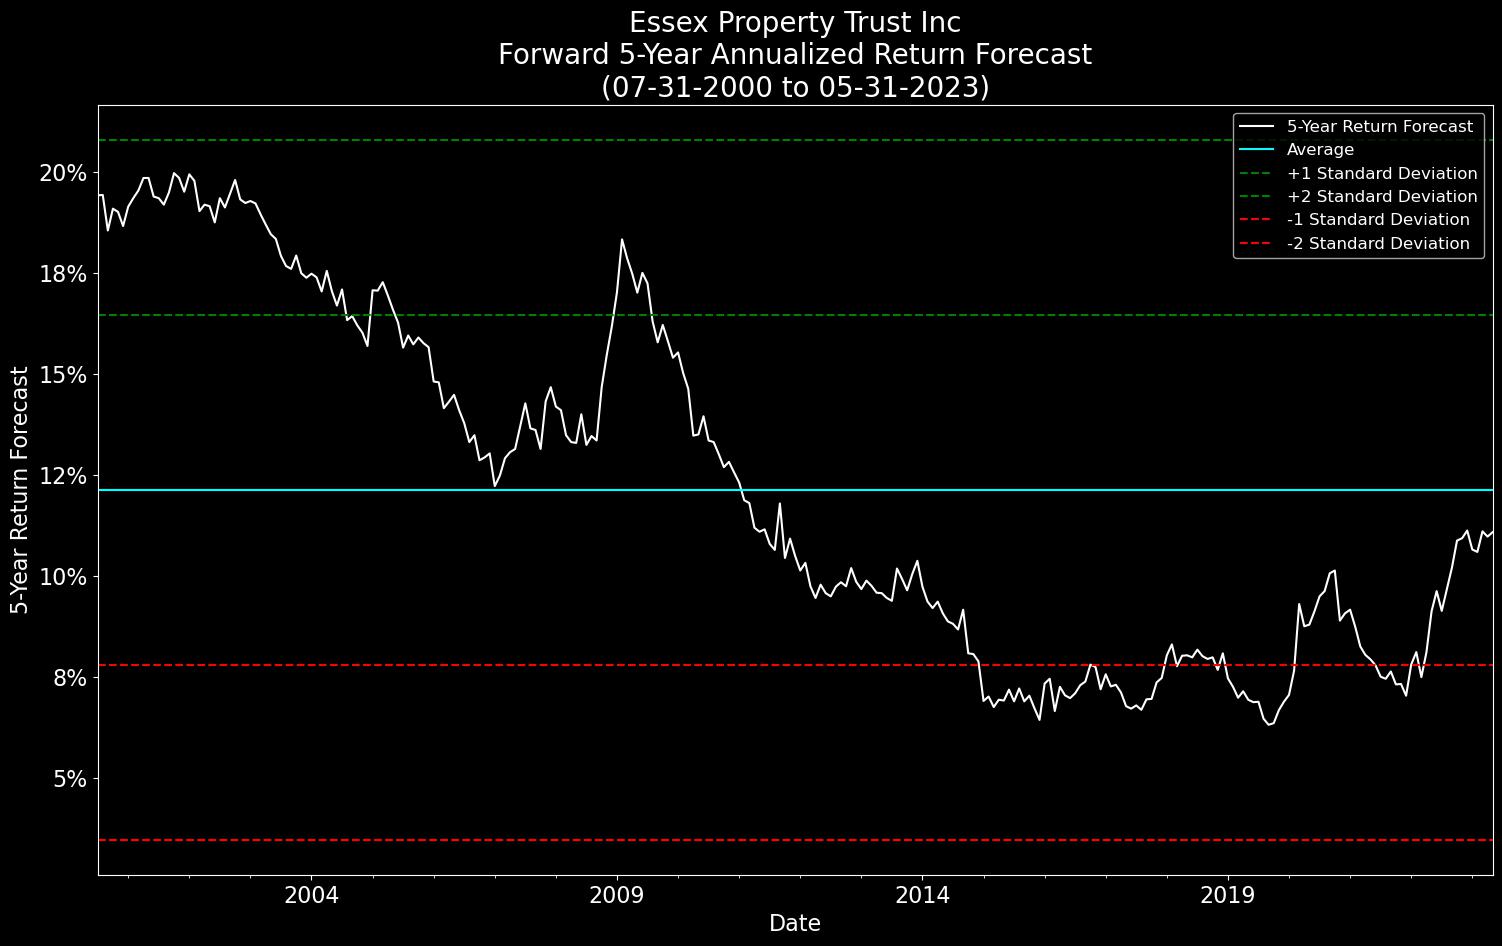 Essex Property Trust Inc
Forward 5-Year Annualized Return Forecast
(07-31-2000 to 05-31-2023)
5-Year Return Forecast
Average
+1 Standard Deviation
+2 Standard Deviation
-1 Standard Deviation
-2 Standard Deviation
20%
18%
15%
12%
10%
8%
5%
5-Year Return Forecast
2004
2009
2014
2019
Date